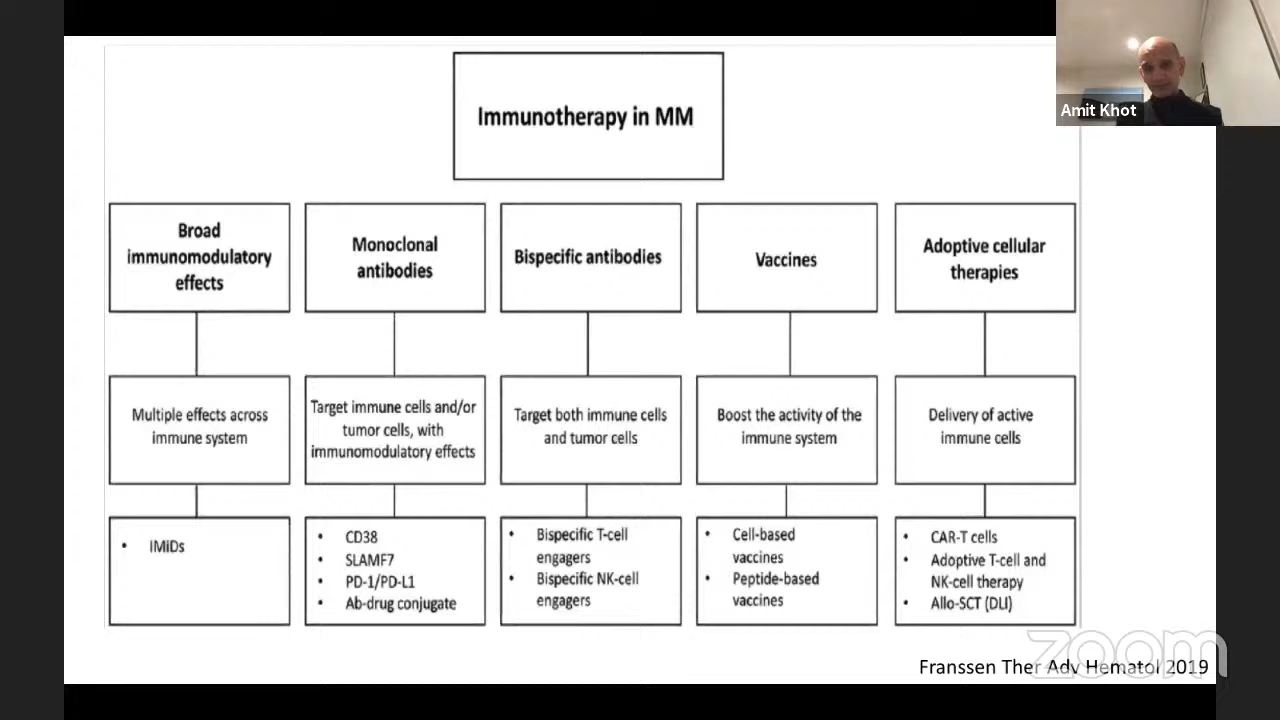 Amit Khot
Immunotherapy in MM
Broad
immunomodulatory
effects
Monoclonal
antibodies
Bispecific antibodies
Vaccines
Adoptive cellular
therapies
Multiple effects across
immune system
Target immune cells and/or
tumor cells, with
immunomodulatory effects
Target both immune cells
and tumor cells
Boost the activity of the
immune system
Delivery of active
immune cells
• IMiDs
• CD38
• SLAMF7
• PD-1/PD-L1
• Ab-drug conjugate
• Bispecific T-cell
engagers
• Bispecific NK-cell
engagers
• Cell-based
vaccines
• Peptide-based
vaccines
• CAR-T cells
• Adoptive T-cell and
NK-cell therapy
• Allo-SCT (DLI)
zoom
Franssen Ther Adv Hematol 2019